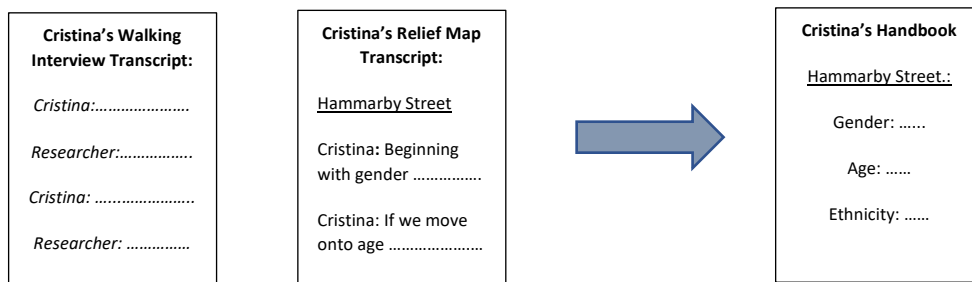 Cristina's Walking
Interview Transcript:
Cristina:………………….
Researcher:……………..
Cristina: …...…………..
Researcher: ……………
Cristina's Relief Map
Transcript:
Hammarby Street
Cristina: Beginning
with gender …………….
Cristina: If we move
onto age ………………….
Cristina's Handbook
Hammarby Street.:
Gender: …...
Age: ……
Ethnicity: …...